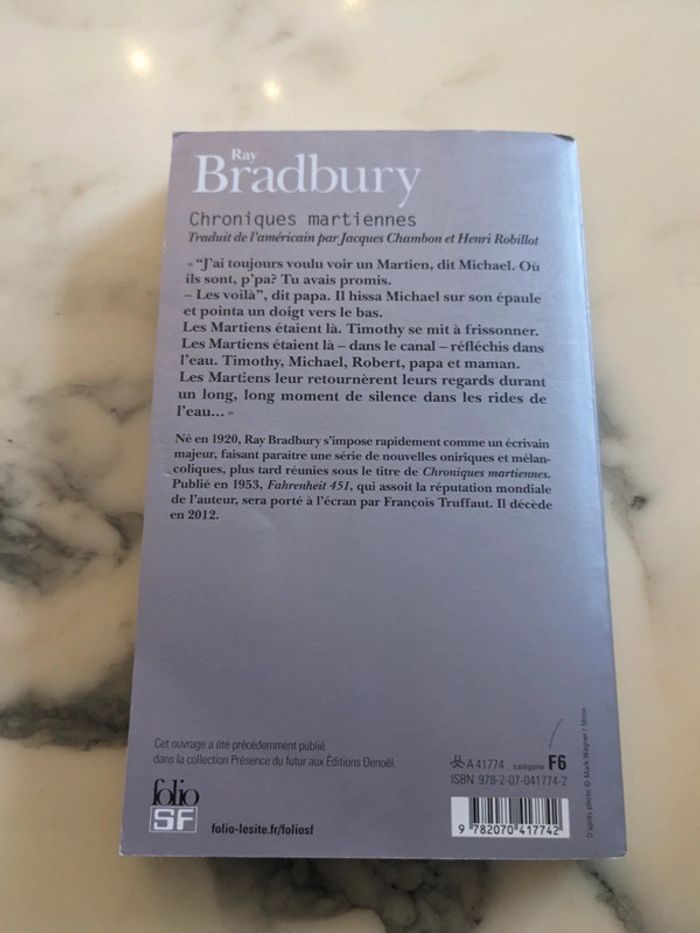 Ray
Bradbury
Chroniques martiennes
Traduit de l'américain par Jacques Chambon et Henri Robillot
« "J'ai toujours voulu voir un Martien, dit Michael. Où
ils sont, p'pa? Tu avais promis.
– Les voilà", dit papa. Il hissa Michael sur son épaule
et pointa un doigt vers le bas.
Les Martiens étaient là. Timothy se mit à frissonner.
Les Martiens étaient là – dans le canal – réfléchis dans
l'eau. Timothy, Michael, Robert, papa et maman.
Les Martiens leur retournèrent leurs regards durant
un long, long moment de silence dans les rides de
l'eau... »
Né en 1920, Ray Bradbury s'impose rapidement comme un écrivain
majeur, faisant paraître une série de nouvelles oniriques et mélan-
coliques, plus tard réunies sous le titre de Chroniques martiennes.
Publié en 1953, Fahrenheit 451, qui assoit la réputation mondiale
de l'auteur, sera porté à l'écran par François Truffaut. Il décède
en 2012.
Cet ouvrage a été précédemment publié
dans la collection Présence du futur aux Éditions Denoël.
folio
SF
folio-lesite.fr/foliosf
A 41774 catégorie F6
ISBN 978-2-07-041774-2
9 782070 417742
D'après photo © Mark Wagner / Stone